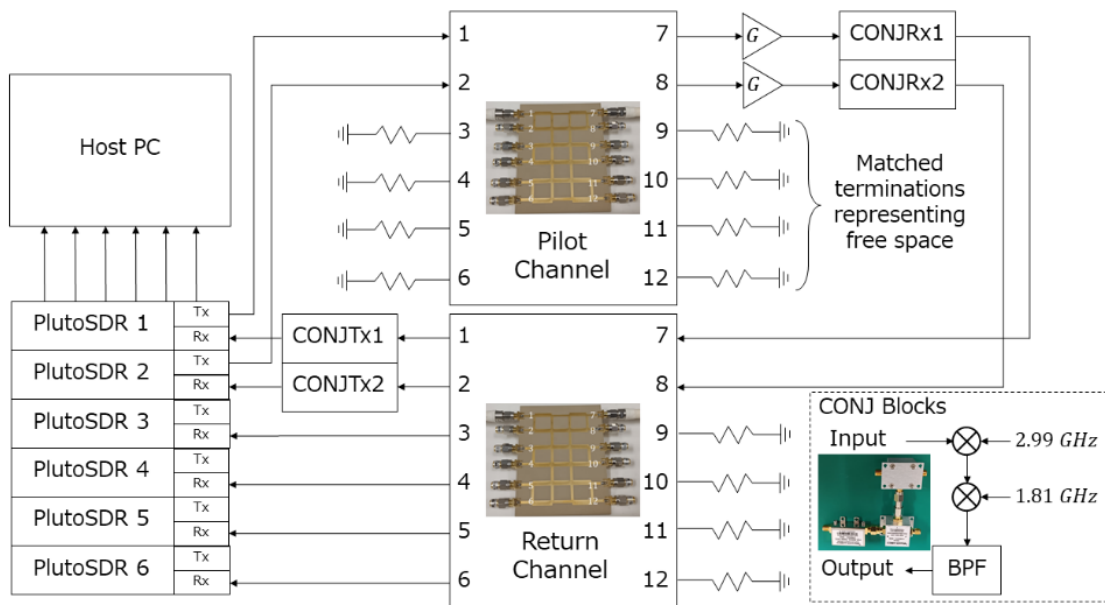 Host PC
PlutoSDR 1
Tx
Rx
PlutoSDR 2
Tx
Rx
PlutoSDR 3
Tx
Rx
PlutoSDR 4
Tx
Rx
PlutoSDR 5
Tx
Rx
PlutoSDR 6
Tx
Rx
CONJTx1
CONJTx2
1
2
3
4
5
6
7
8
9
10
11
12
Pilot
Channel
G
G
CONJRx1
CONJRx2
Matched
terminations
representing
free space
1
2
3
4
5
6
7
8
9
10
11
12
Return
Channel
CONJ Blocks
Input
2.99 GHz
1.81 GHz
Output
BPF